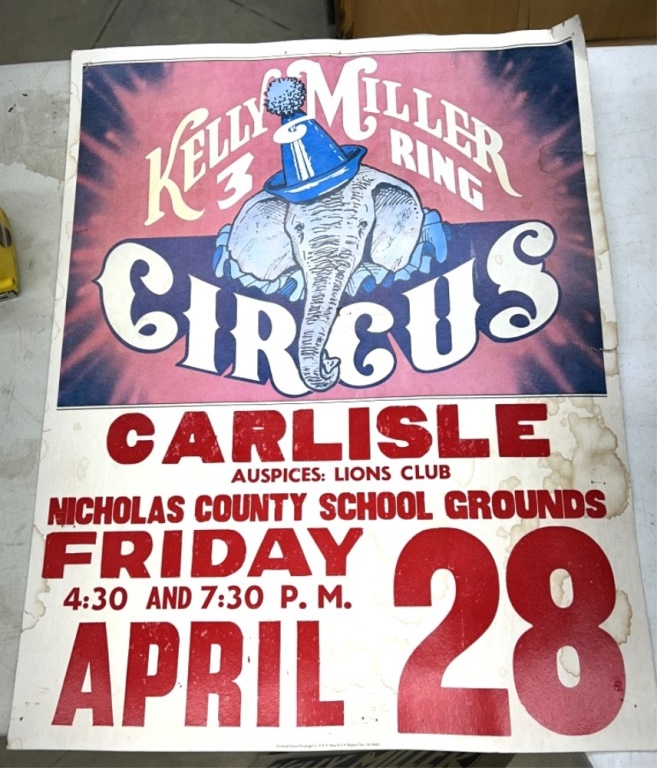 KELLY MILLER
3 RING
CIRCUS
CARLISLE
AUSPICES: LIONS CLUB
NICHOLAS COUNTY SCHOOL GROUNDS
FRIDAY
4:30 AND 7:30 P. M.
APRIL 28